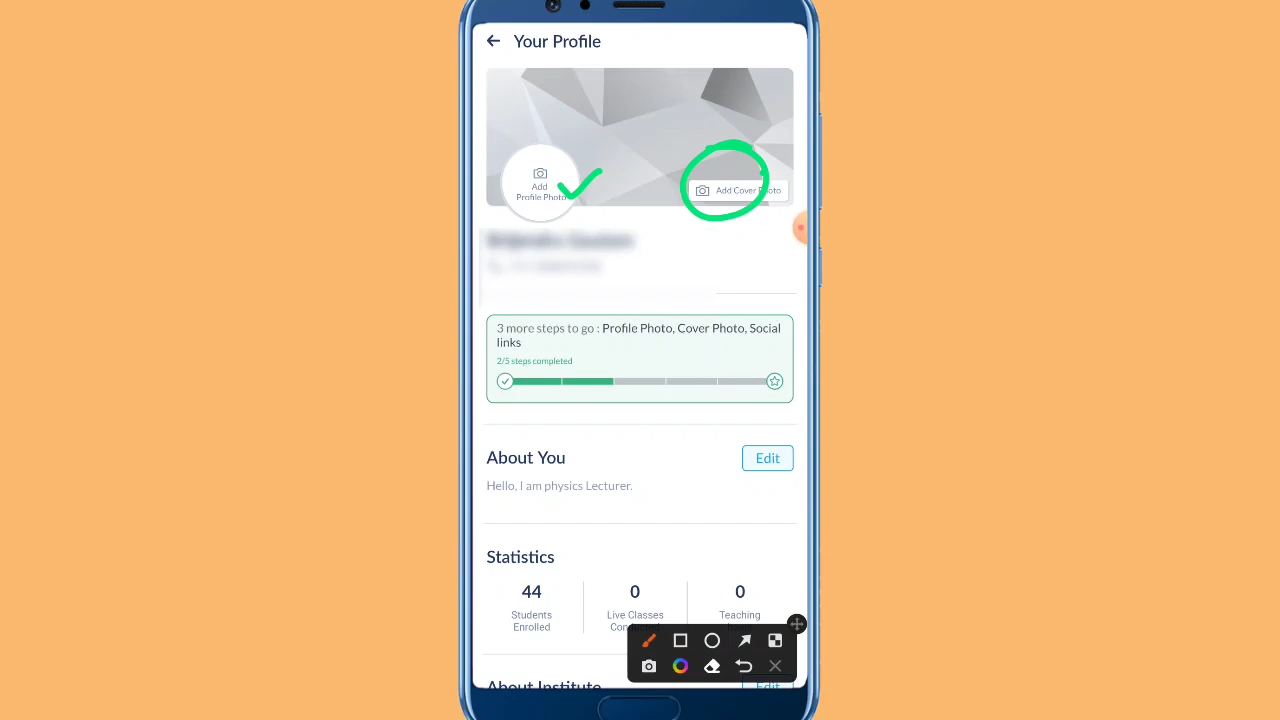 Your Profile
Add
Profile Photo
Add Cover Photo
3 more steps to go : Profile Photo, Cover Photo, Social
links
2/5 steps completed
About You
Edit
Hello, I am physics Lecturer.
Statistics
44
0
0
Students
Enrolled
Live Classes
Teaching
About Institute
Edit